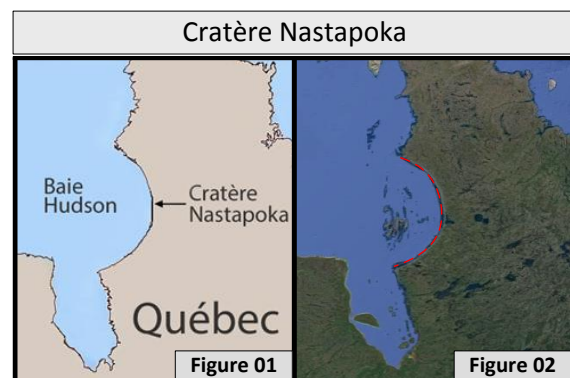 Cratère Nastapoka
Baie
Hudson
Cratère
Nastapoka
Québec
Figure 01
Figure 02